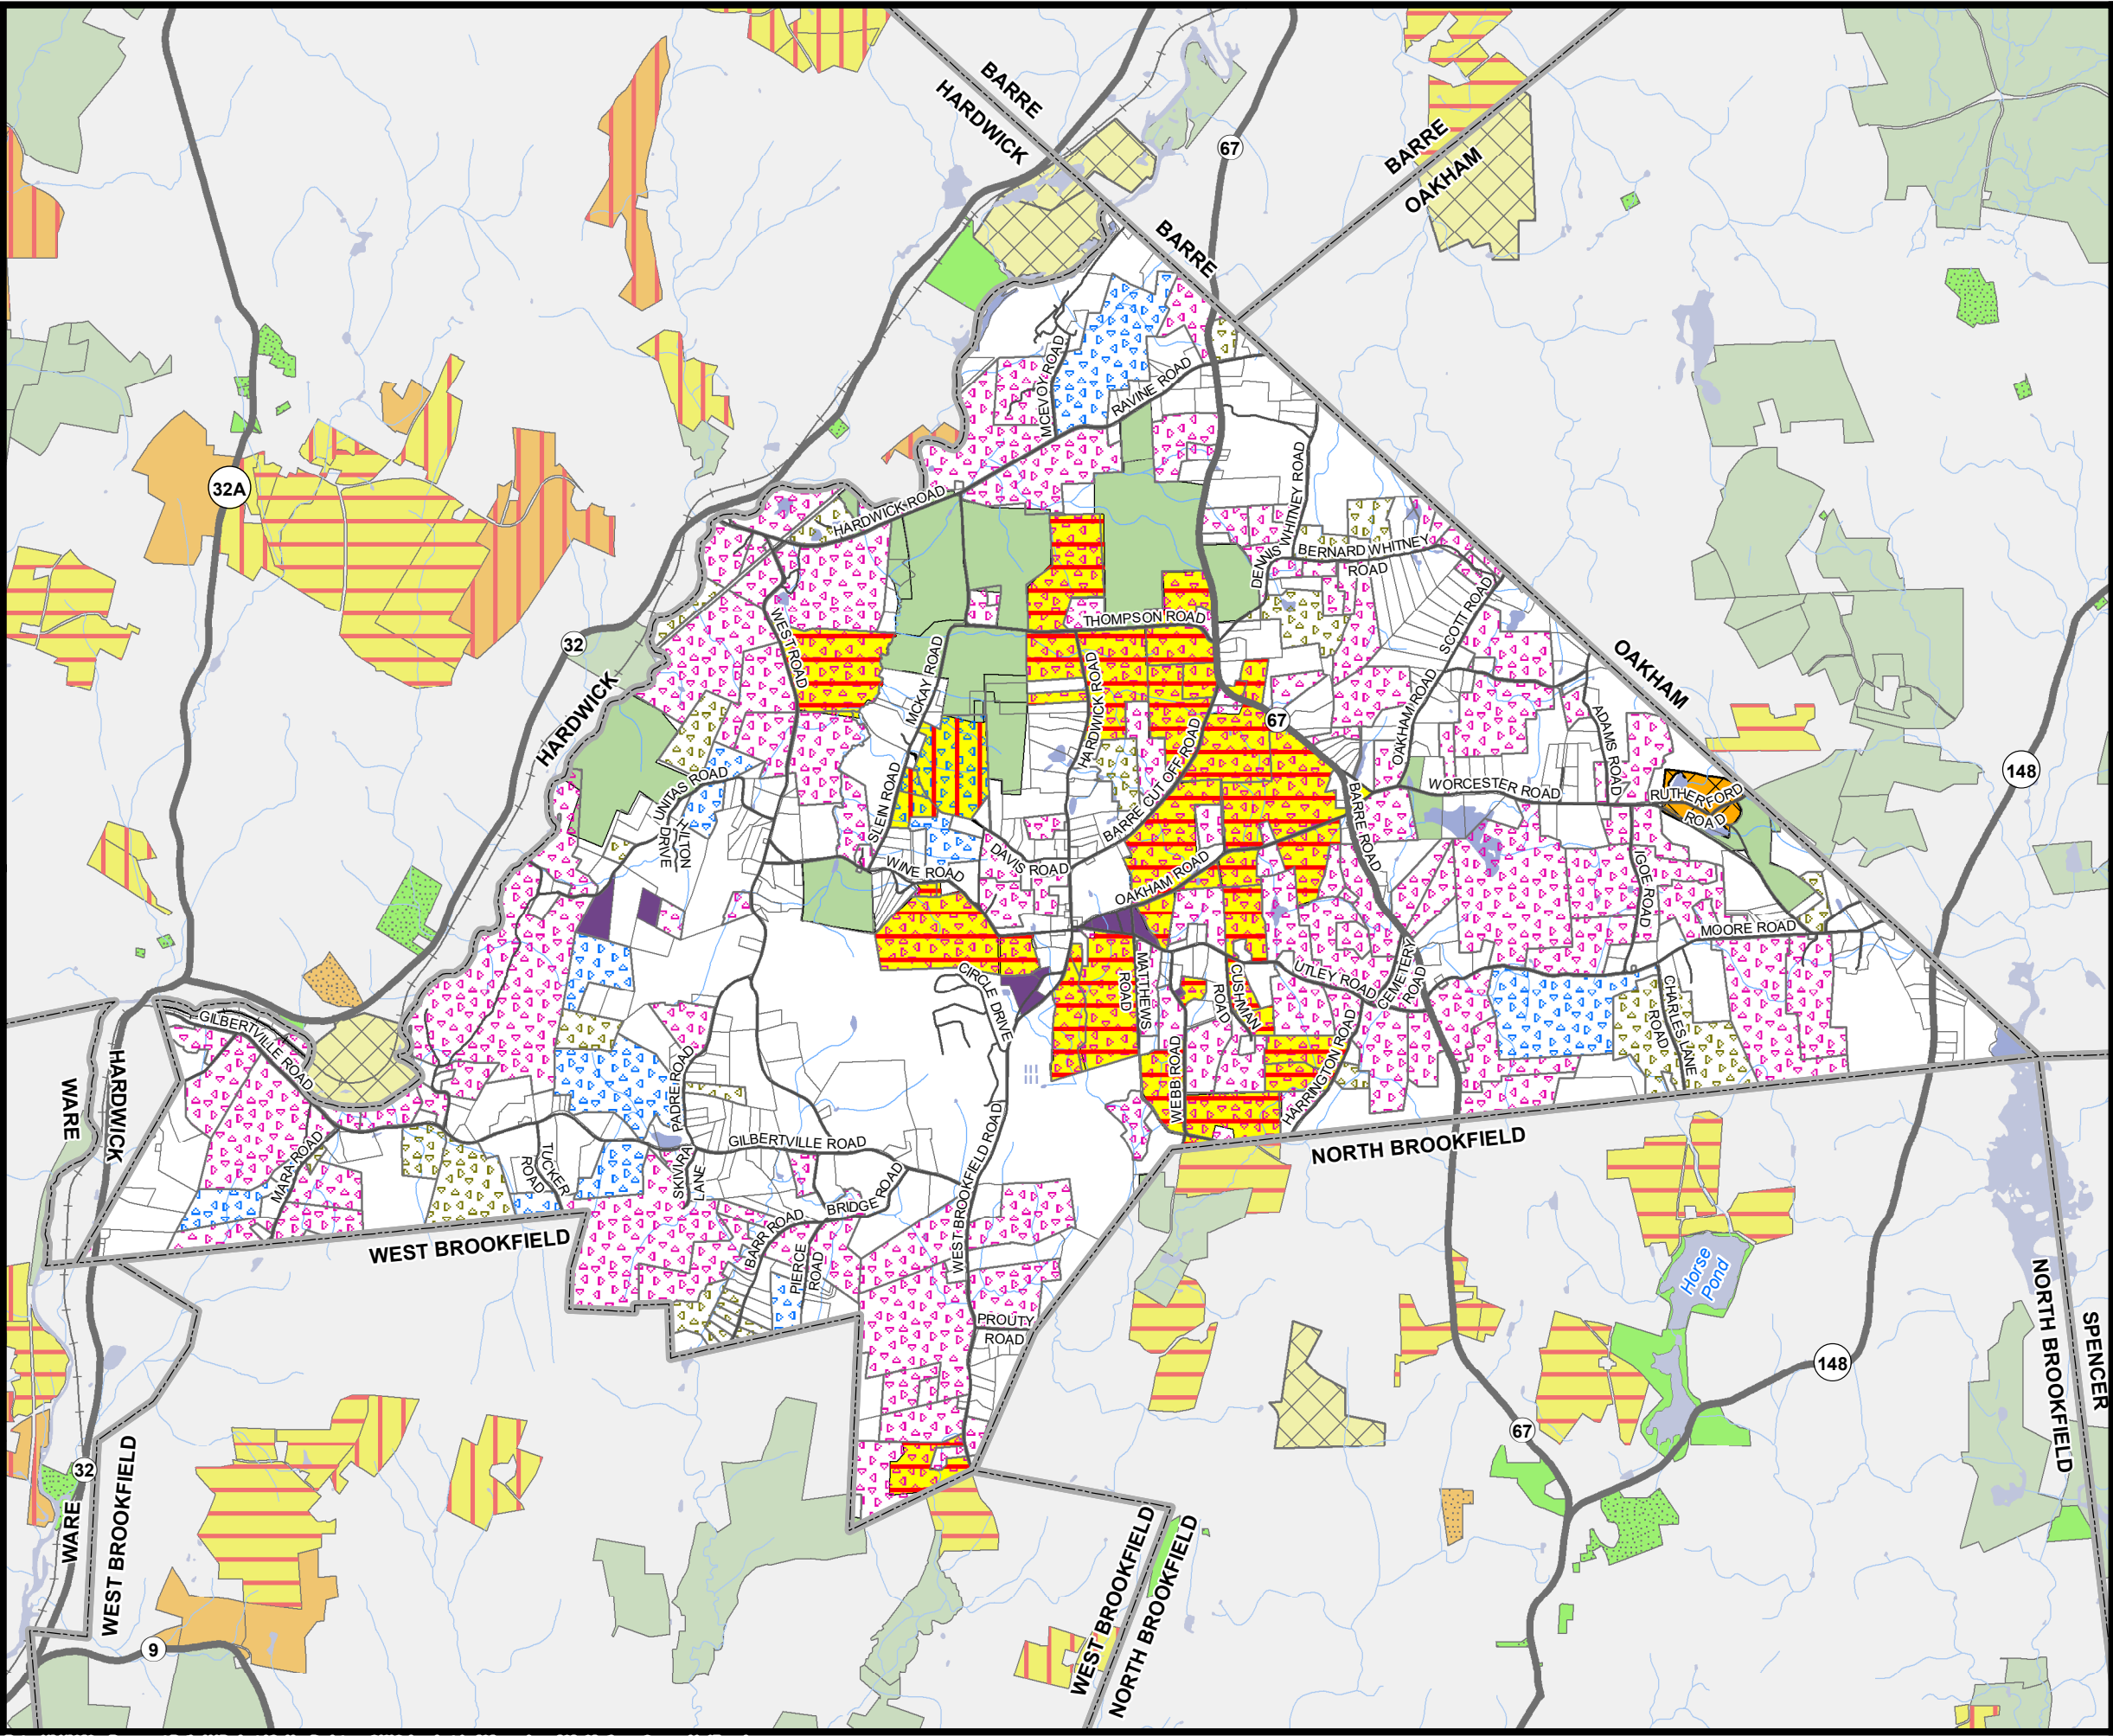 BARRE
HARDWICK
67
BARRE
OAKHAM
BARRE
MCEVOY ROAD
RAVINE ROAD
32A
HARDWICK ROAD
DENNIS WHITNEY ROAD
BERNARD WHITNEY
ROAD
32
WEST ROAD
THOMPSON ROAD
SCOTT ROAD
OAKHAM
HARDWICK
MCKAY ROAD
HARDWICK ROAD
OAKHAM ROAD
67
ADAMS ROAD
148
UNITAS ROAD
HILTON
DRIVE
SLEIN ROAD
BARRE CUT OFF ROAD
BARRE ROAD
WORCESTER ROAD
RUTHERFORD
ROAD
WINE ROAD
DAVIS ROAD
OAKHAM ROAD
IGOE ROAD
MOORE ROAD
CIRCLE DRIVE
MATTHEWS
ROAD
CUSHMAN
ROAD
UTLEY ROAD
CEMETERY
ROAD
CHARLES LANE
ROAD
GILBERTVILLE ROAD
WARE
HARDWICK
PADRE ROAD
WEBB ROAD
HARRINGTON ROAD
NORTH BROOKFIELD
MARA ROAD
TUCKER
ROAD
GILBERTVILLE ROAD
SKIVIRA
LANE
BRIDGE ROAD
BARR ROAD
PIERCE
ROAD
WEST BROOKFIELD ROAD
WEST BROOKFIELD
PROUTY
ROAD
Horse
Pond
NORTH BROOKFIELD
SPENCER
148
67
32
WARE
WEST BROOKFIELD
WEST BROOKFIELD
NORTH BROOKFIELD
9